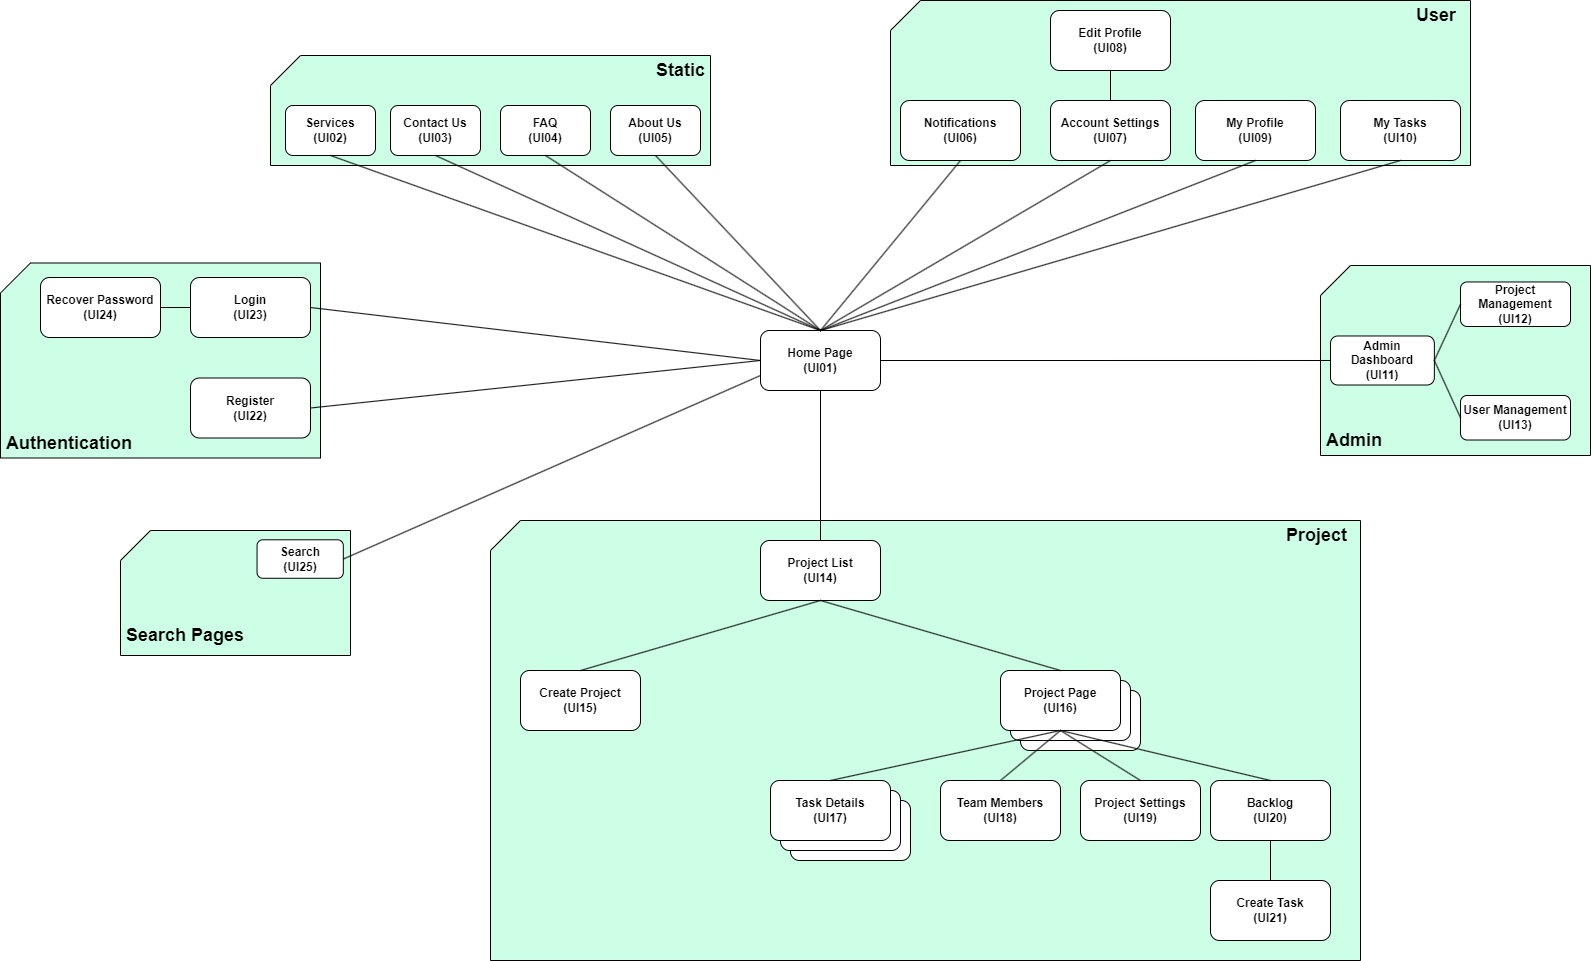 User
Edit Profile
(UI08)
Notifications
(UI06)
Account Settings
(UI07)
My Profile
(UI09)
My Tasks
(UI10)
Static
Services
(UI02)
Contact Us
(UI03)
FAQ
(UI04)
About Us
(UI05)
Recover Password
(UI24)
Login
(UI23)
Register
(UI22)
Authentication
Home Page
(UI01)
Project
Management
(UI12)
Admin
Dashboard
(UI11)
User Management
(UI13)
Admin
Search
(UI25)
Search Pages
Project
Project List
(UI14)
Create Project
(UI15)
Project Page
(UI16)
Task Details
(UI17)
Team Members
(UI18)
Project Settings
(UI19)
Backlog
(UI20)
Create Task
(UI21)